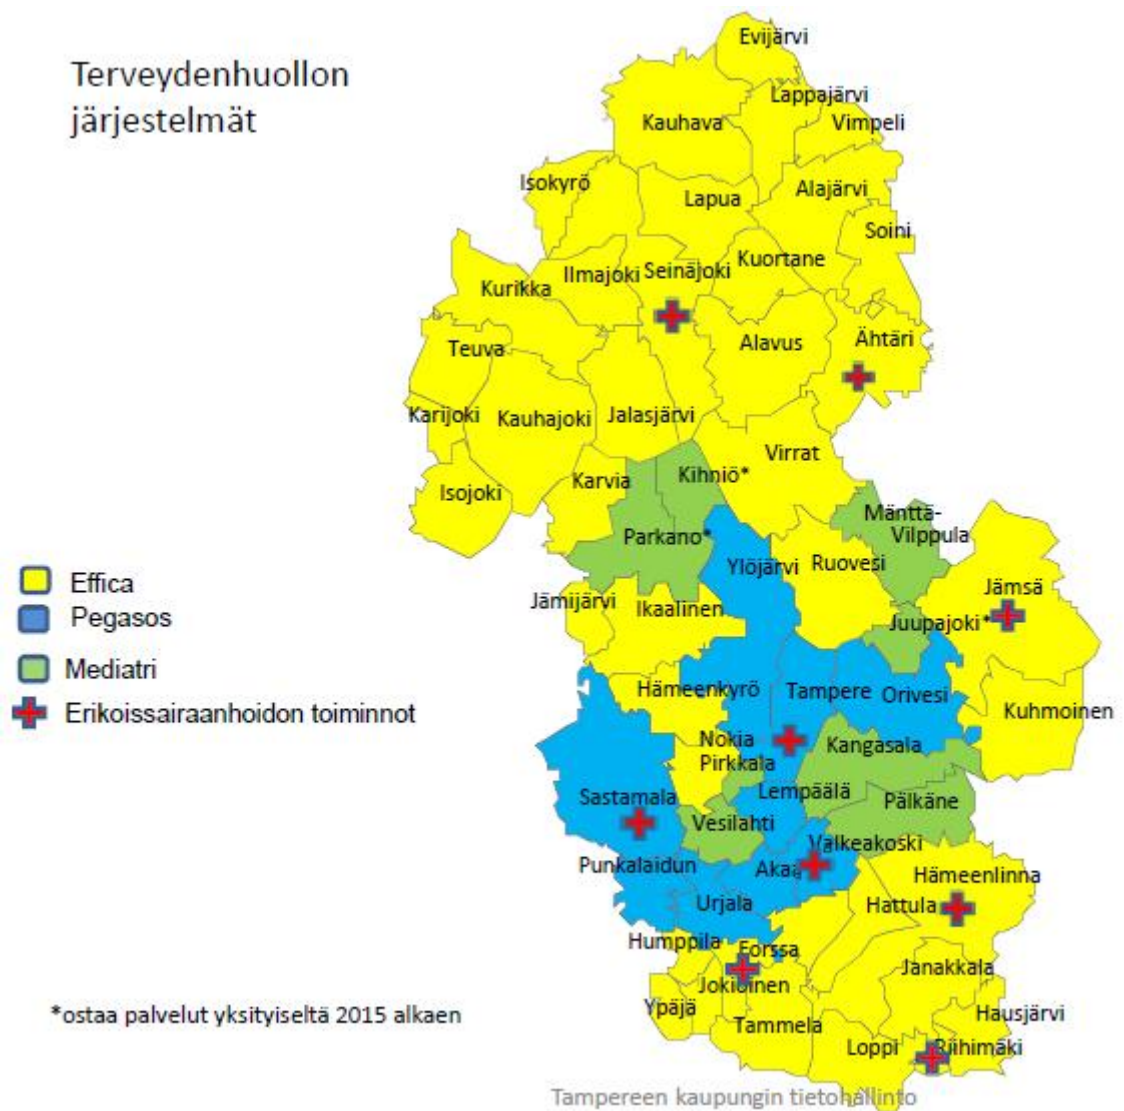 Terveydenhuollon
järjestelmät
Evijärvi
Lappajärvi
Kauhava
Vimpeli
Isokyrö
Lapua
Alajärvi
Soini
Kuortane
Ilmajoki
Seinäjoki
Kurikka
Alavus
Ähtäri
Teuva
Karijoki
Kauhajoki
Jalasjärvi
Virrat
Kihniö*
Karvia
Isojoki
Mänttä-
Vilppula
Parkano*
Ylöjärvi
Ruovesi
Jämsä
Effica
Pegasos
Mediatri
Erikoissairaanhoidon toiminnot
Jämijärvi
Ikaalinen
Juupajoki*
Hämeenkyrö
Tampere
Orivesi
Kuhmoinen
Nokia
Kangasala
Pirkkala
Lempäälä
Sastamala
Pälkäne
Vesilahti
Valkeakoski
Punkalaidun
Akaa
Hämeenlinna
Urjala
Hattula
Humppila
Forssa
Janakkala
Jokioinen
Ypäjä
Hausjärvi
Tammela
Loppi
Riihimäki
*ostaa palvelut yksityiseltä 2015 alkaen
Tampereen kaupungin tietohallinto